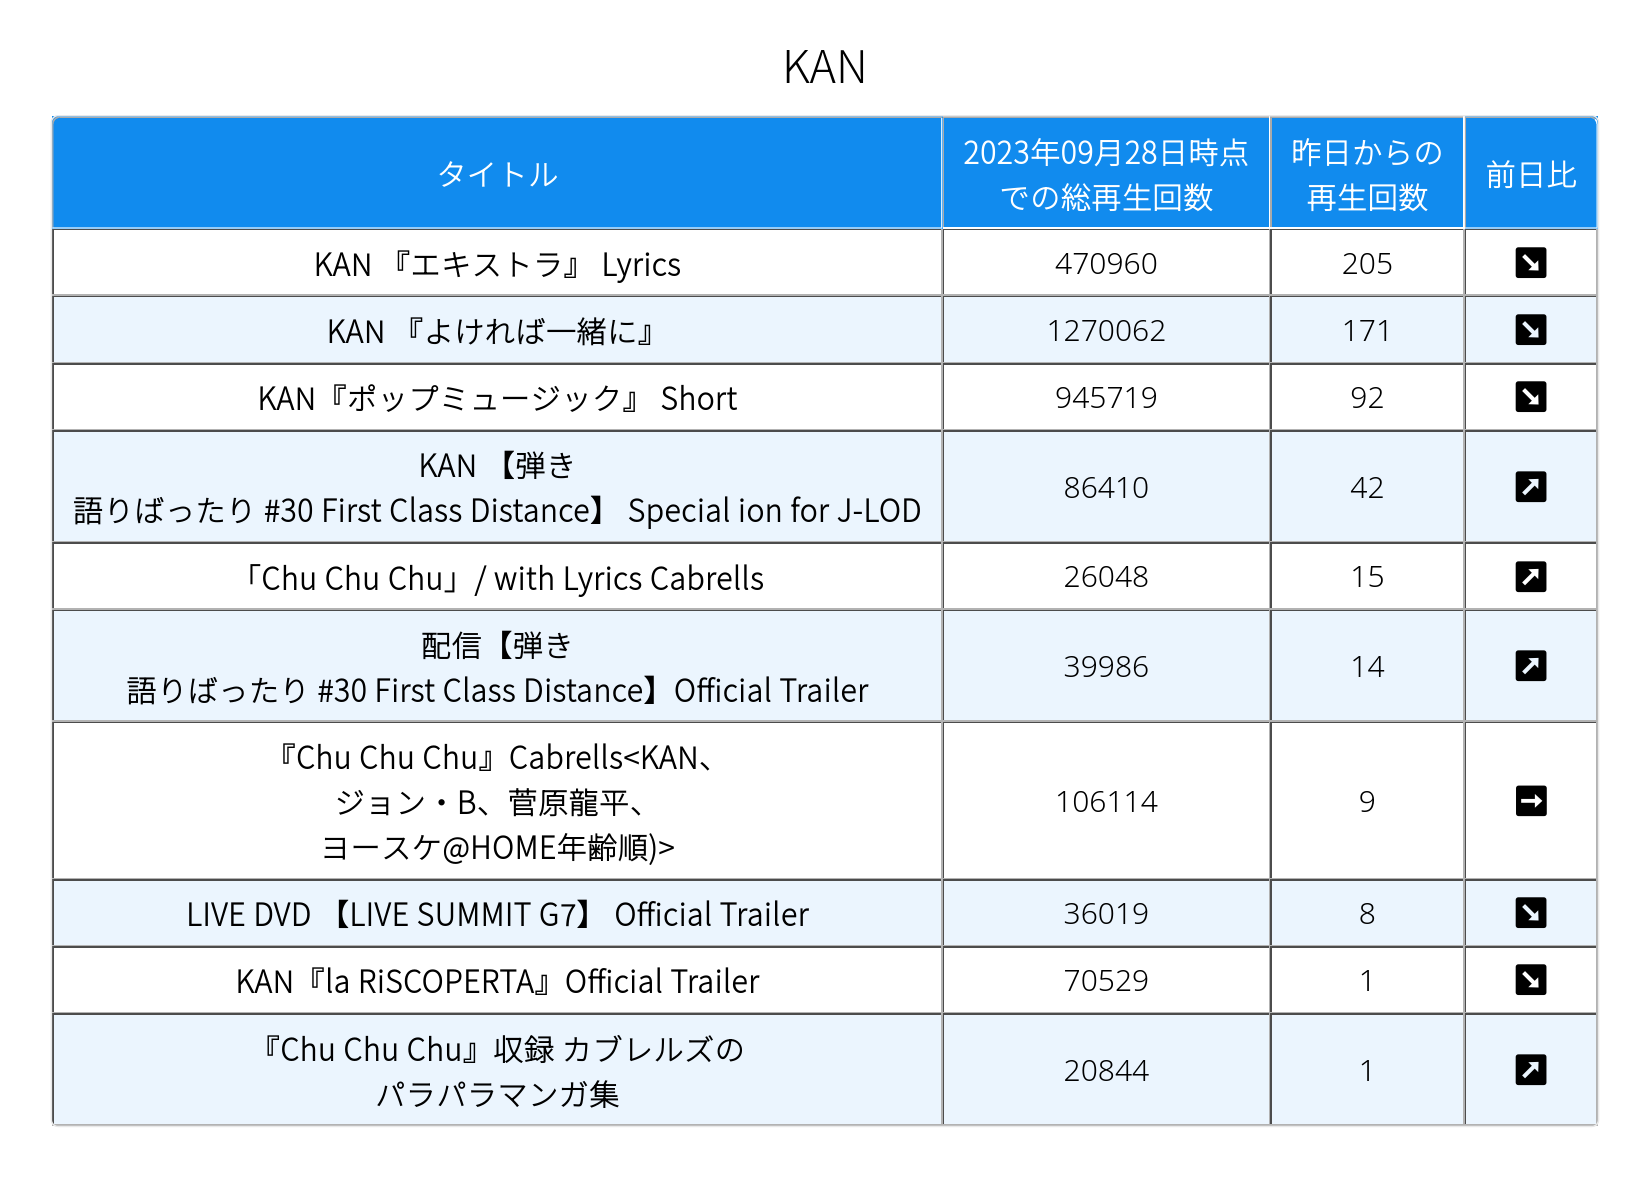 KAN
タイトル
2023年09月28日時点
での総再生回数
昨日からの
再生回数
前日比
KAN 『エキストラ』 Lyrics
470960
205
KAN 『よければ一緒に』
1270062
171
KAN『ポップミュージック』 Short
945719
92
KAN 【弾き
語りばったり #30 First Class Distance】 Special ion for J-LOD
86410
42
「Chu Chu Chu」/ with Lyrics Cabrells
26048
15
配信【弾き
語りばったり #30 First Class Distance】Official Trailer
39986
14
『Chu Chu Chu』Cabrells<KAN、
ジョン・B、菅原龍平、
ヨースケ@HOME年齢順)>
106114
9
LIVE DVD 【LIVE SUMMIT G7】 Official Trailer
36019
8
KAN『la RiSCOPERTA』Official Trailer
70529
1
『Chu Chu Chu』収録 カブレルズの
パラパラマンガ集
20844
1